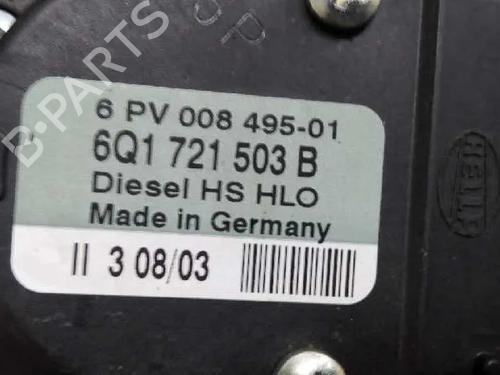 6 PV 008 495-01
6Q1 721 503 B
Diesel HS HLO
Made in Germany
II 3 08/03
HELLA